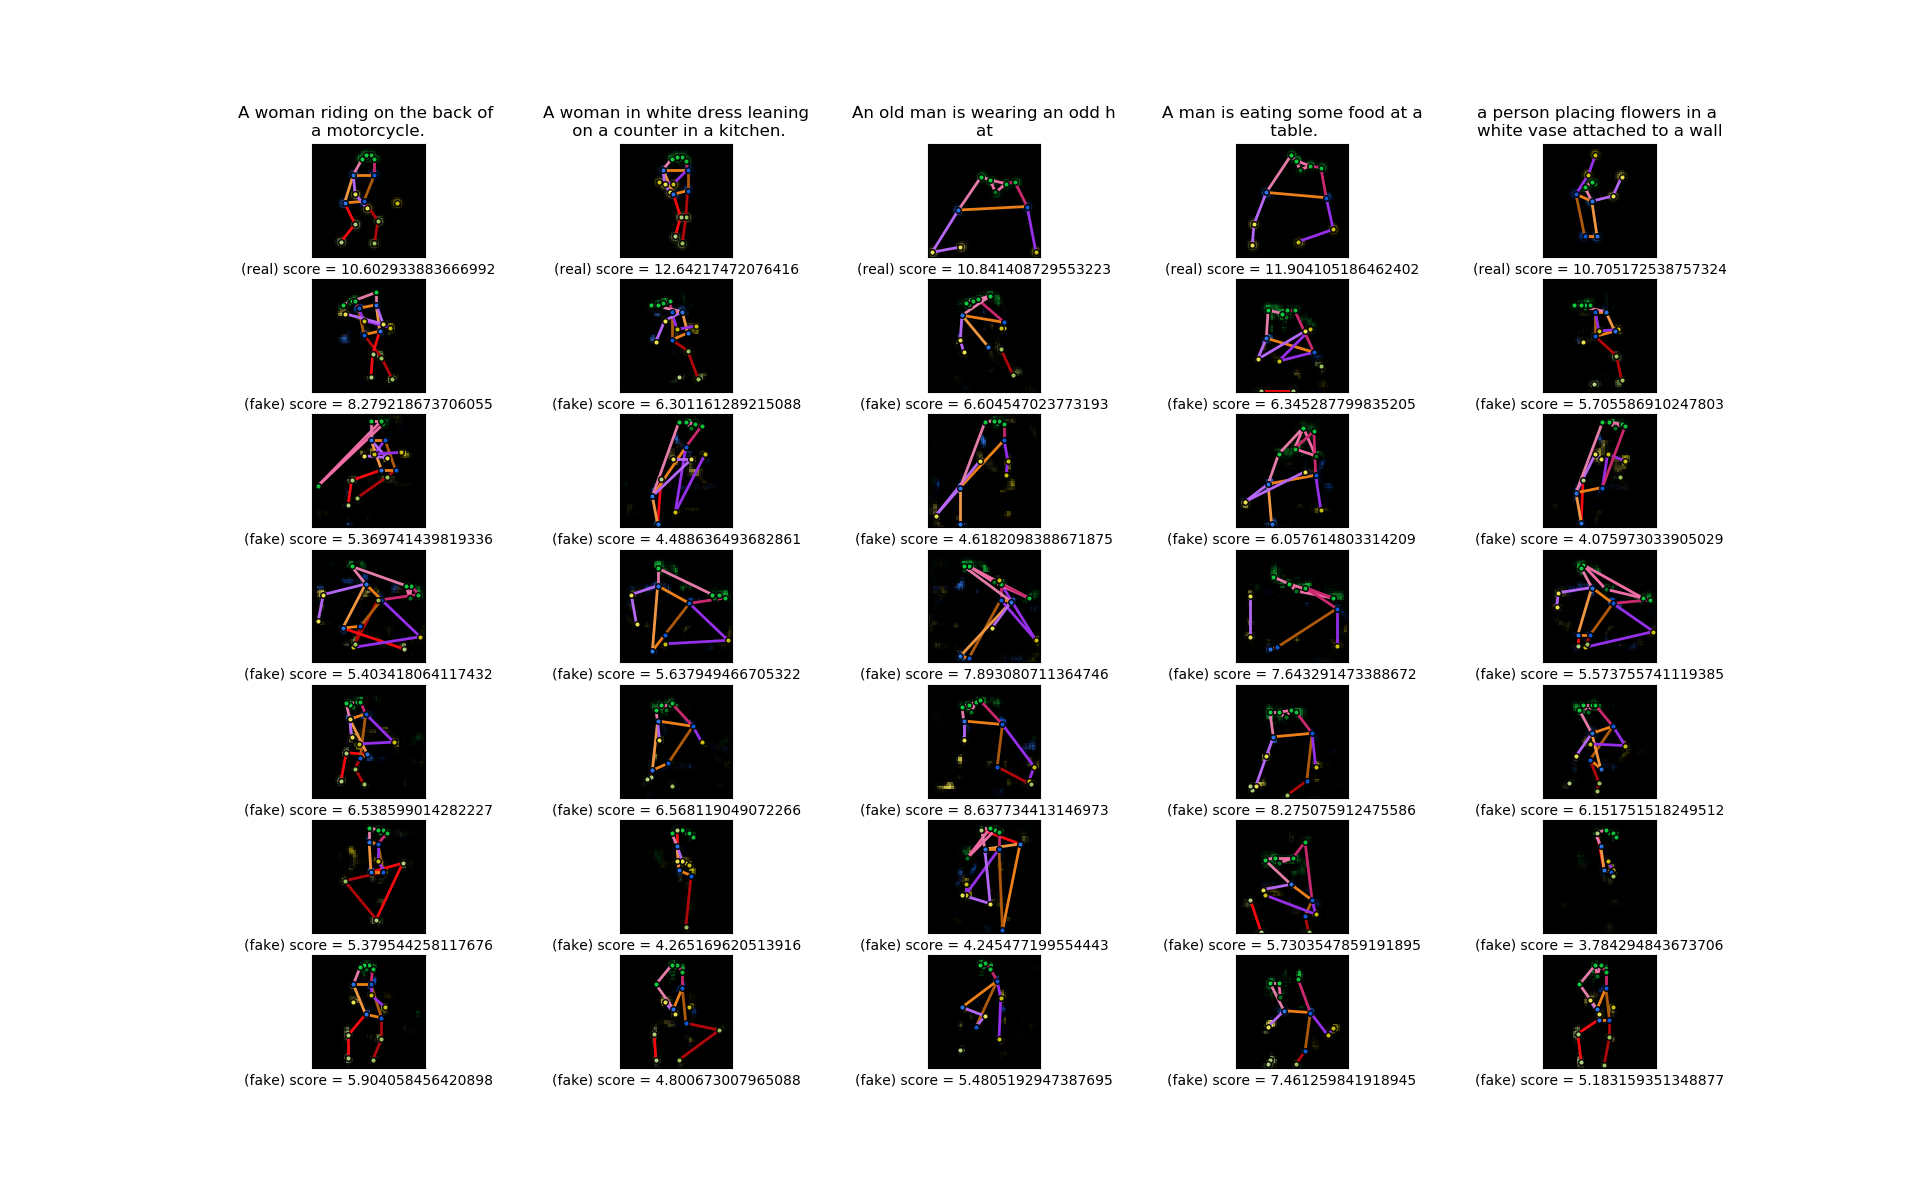 A woman riding on the back of
a motorcycle.
A woman in white dress leaning
on a counter in a kitchen.
An old man is wearing an odd h
at
A man is eating some food at a
table.
a person placing flowers in a
white vase attached to a wall
(real) score = 10.602933883666992
(real) score = 12.64217472076416
(real) score = 10.841408729553223
(real) score = 11.904105186462402
(real) score = 10.705172538757324
(fake) score = 8.279218673706055
(fake) score = 6.301161289215088
(fake) score = 6.604547023773193
(fake) score = 6.345287799835205
(fake) score = 5.705586910247803
(fake) score = 5.369741439819336
(fake) score = 4.488636493682861
(fake) score = 4.6182098388671875
(fake) score = 6.057614803314209
(fake) score = 4.075973033905029
(fake) score = 5.403418064117432
(fake) score = 5.637949466705322
(fake) score = 7.893080711364746
(fake) score = 7.643291473388672
(fake) score = 5.573755741119385
(fake) score = 6.538599014282227
(fake) score = 6.568119049072266
(fake) score = 8.637734413146973
(fake) score = 8.275075912475586
(fake) score = 6.151751518249512
(fake) score = 5.379544258117676
(fake) score = 4.265169620513916
(fake) score = 4.245477199554443
(fake) score = 5.7303547859191895
(fake) score = 3.784294843673706
(fake) score = 5.904058456420898
(fake) score = 4.800673007965088
(fake) score = 5.4805192947387695
(fake) score = 7.461259841918945
(fake) score = 5.183159351348877